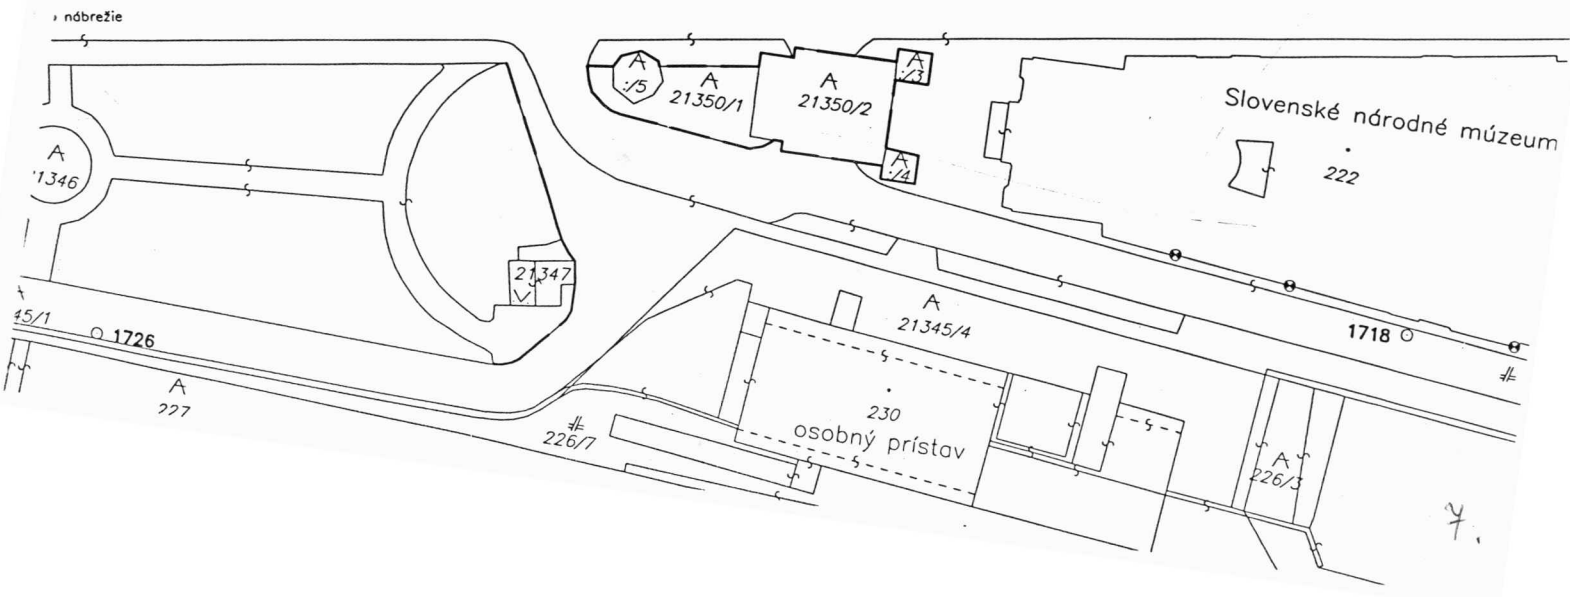 nábrežie
A
:/5
A
21350/1
A
21350/2
A
:/3
A
:/4
Slovenské národné múzeum
222
A
1346
21347
A
21345/4
1718
45/1
1726
A
227
226/7
230
osobný prístav
A
226/3
7.